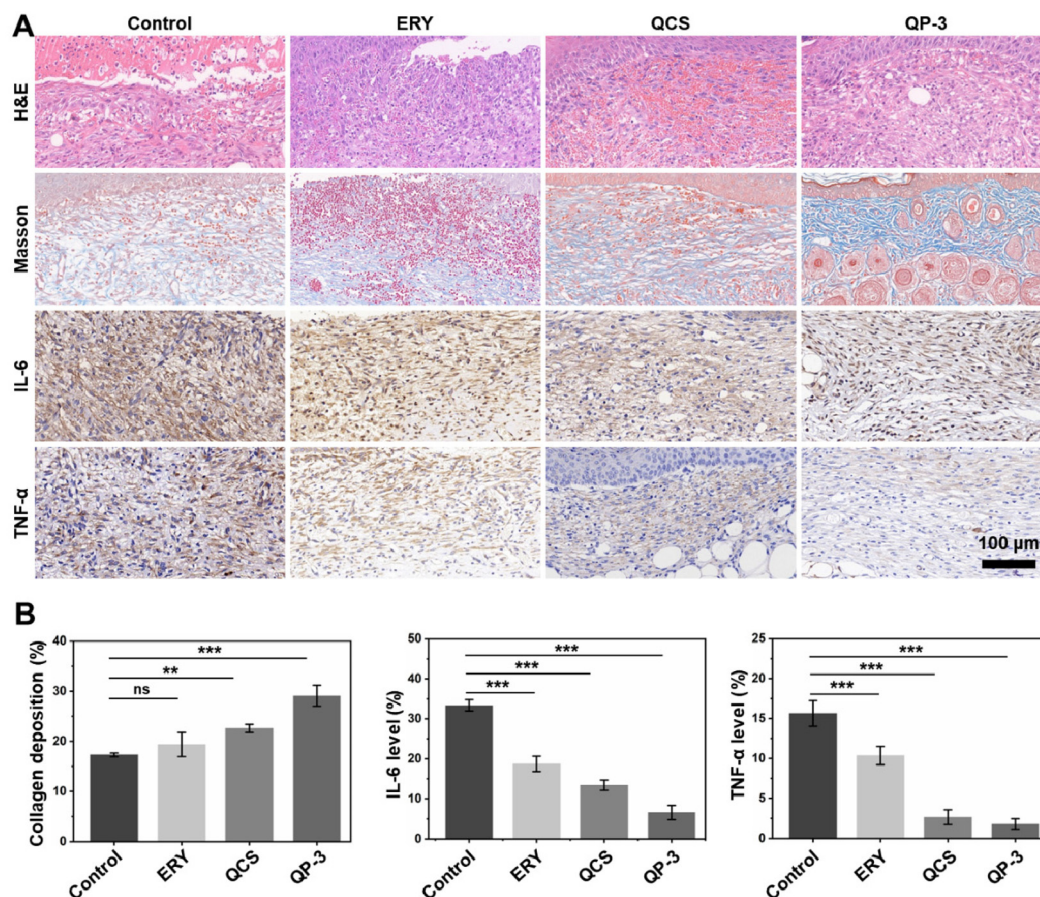 A
Control ERY QCS QP-3
H&E
Masson
IL-6
TNF-α
100 μm
B
Collagen deposition (%)
40
30
20
10
0
***
**
ns
Control ERY QCS QP-3
IL-6 level (%)
50
40
30
20
10
0
***
***
***
Control ERY QCS QP-3
TNF-α level (%)
25
20
15
10
5
0
***
***
***
Control ERY QCS QP-3